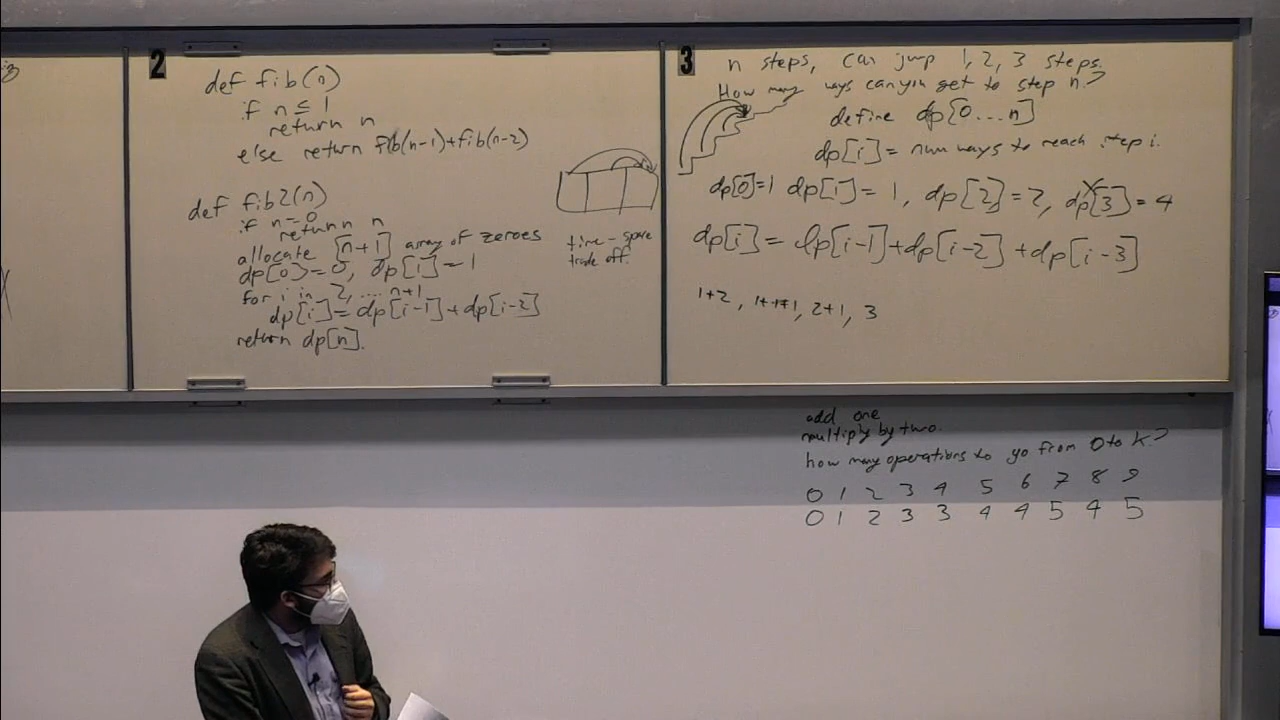 2
def fib(n)
if n ≤ 1
return n
else return fib(n-1)+fib(n-2)
def fib2(n)
if n=0
return n
allocate [n+1] array of zeroes
dp[0]=0, dp[1]=1
for i in 2, ... n+1
dp[i]=dp[i-1]+dp[i-2]
return dp[n].
time-space
trade off.
3
n steps, can jump 1, 2, 3 steps.
How many ways can you get to step n?
define dp[0...n]
dp[i]= num ways to reach step i.
dp[0]=1 dp[1]=1, dp[2]=2, dp[3]=4
dp[i]=dp[i-1]+dp[i-2]+dp[i-3]
1+2, 1+1+1, 2+1, 3
add one
multiply by two.
how many operations to go from 0 to k?
0 1 2 3 4 5 6 7 8 9
0 1 2 3 3 4 4 5 4 5